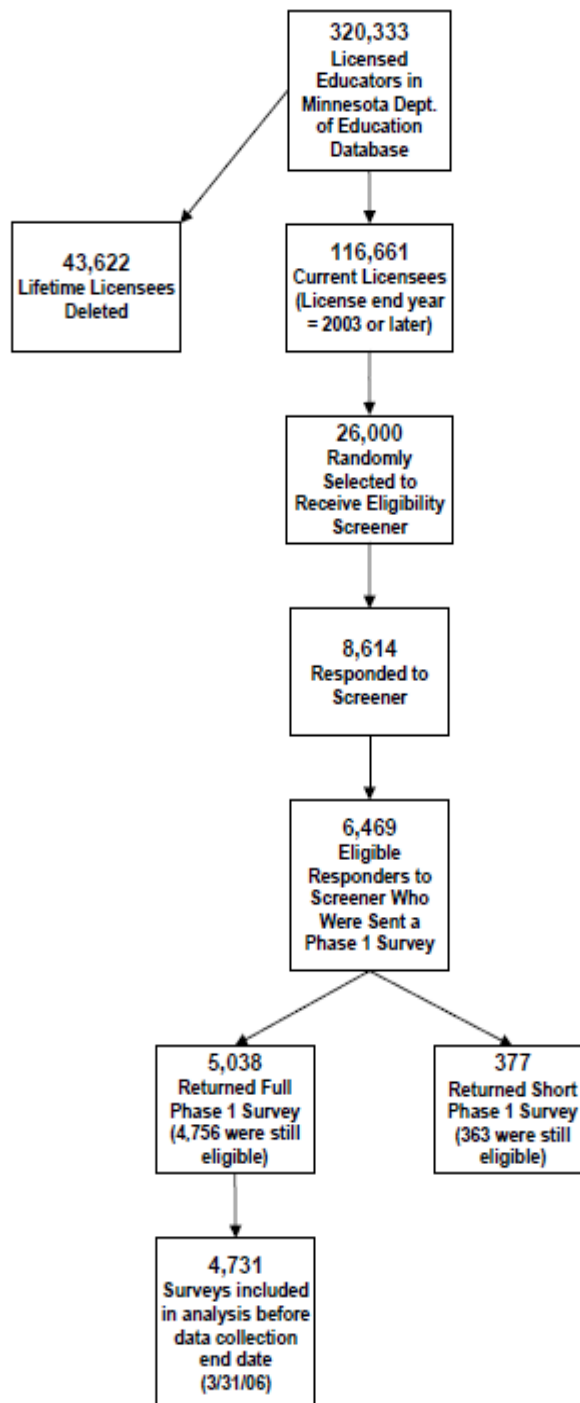 320,333
Licensed
Educators in
Minnesota Dept.
of Education
Database
43,622
Lifetime Licensees
Deleted
116,661
Current Licensees
(License end year
= 2003 or later)
26,000
Randomly
Selected to
Receive Eligibility
Screener
8,614
Responded to
Screener
6,469
Eligible
Responders to
Screener Who
Were Sent a
Phase 1 Survey
5,038
Returned Full
Phase 1 Survey
(4,756 were still
eligible)
377
Returned Short
Phase 1 Survey
(363 were still
eligible)
4,731
Surveys included
in analysis before
data collection
end date
(3/31/06)